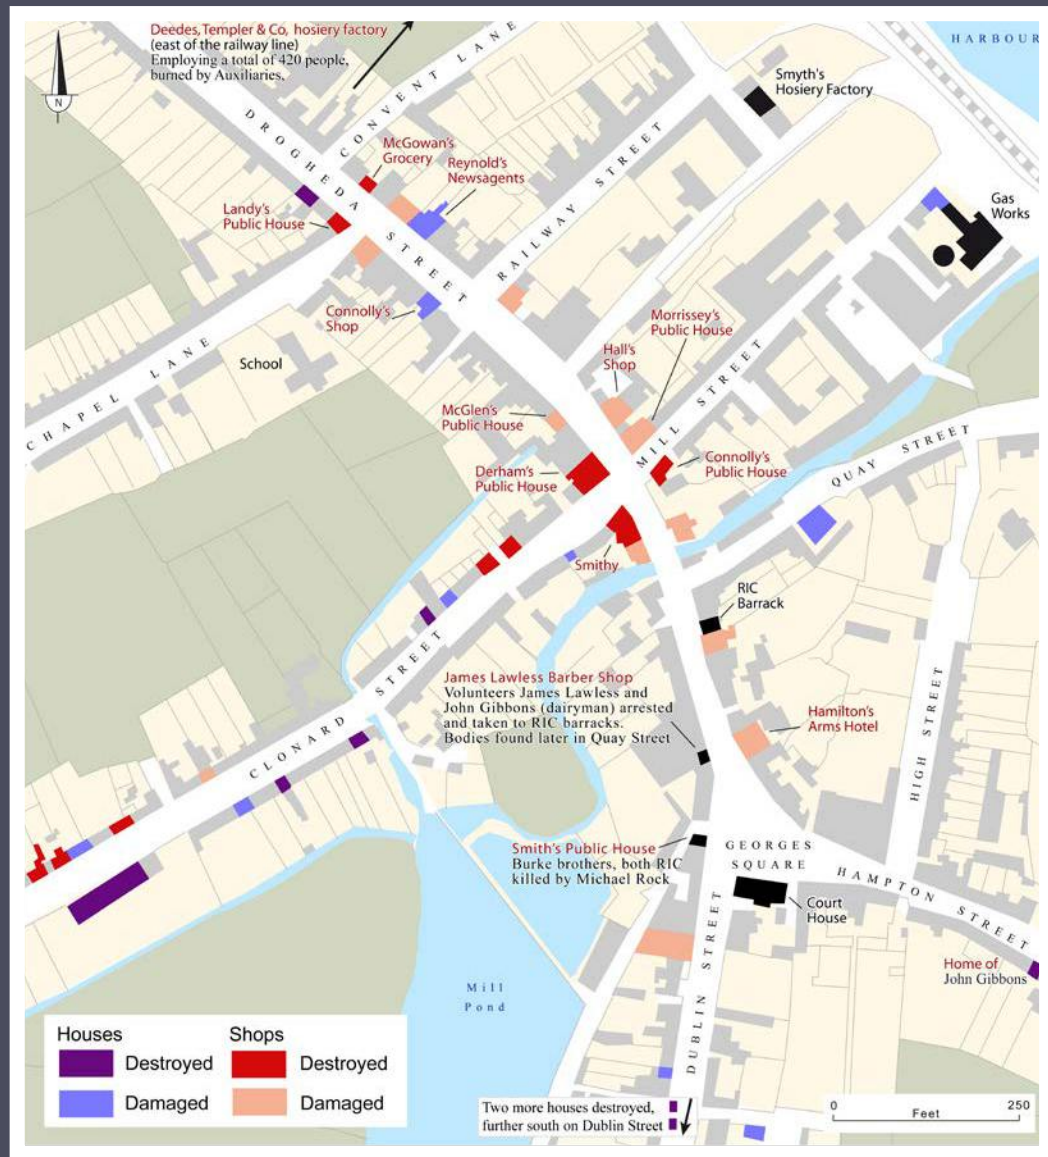 Deedes, Templer & Co, hosiery factory
(east of the railway line)
Employing a total of 420 people,
burned by Auxiliaries,
HARBOUR
N
CONVENT LANE
Smyth's
Hosiery Factory
DROGHEDA STREET
McGowan's
Grocery
Reynold's
Newsagents
RAILWAY STREET
Landy's
Public House
Gas
Works
Connolly's
Shop
Morrissey's
Public House
Hall's
Shop
School
CHAPEL LANE
MILL STREET
McGlen's
Public House
QUAY STREET
Derham's
Public House
Connolly's
Public House
Smithy
RIC
Barrack
CLONARD STREET
James Lawless Barber Shop
Volunteers James Lawless and
John Gibbons (dairyman) arrested
and taken to RIC barracks.
Bodies found later in Quay Street
HIGH STREET
Hamilton's
Arms Hotel
Smith's Public House
Burke brothers, both RIC
killed by Michael Rock
GEORGES
SQUARE
HAMPTON STREET
Court
House
DUBLIN STREET
Home of
John Gibbons
Mill
Pond
Houses
Destroyed
Damaged
Shops
Destroyed
Damaged
Two more houses destroyed,
further south on Dublin Street
0 250
Feet